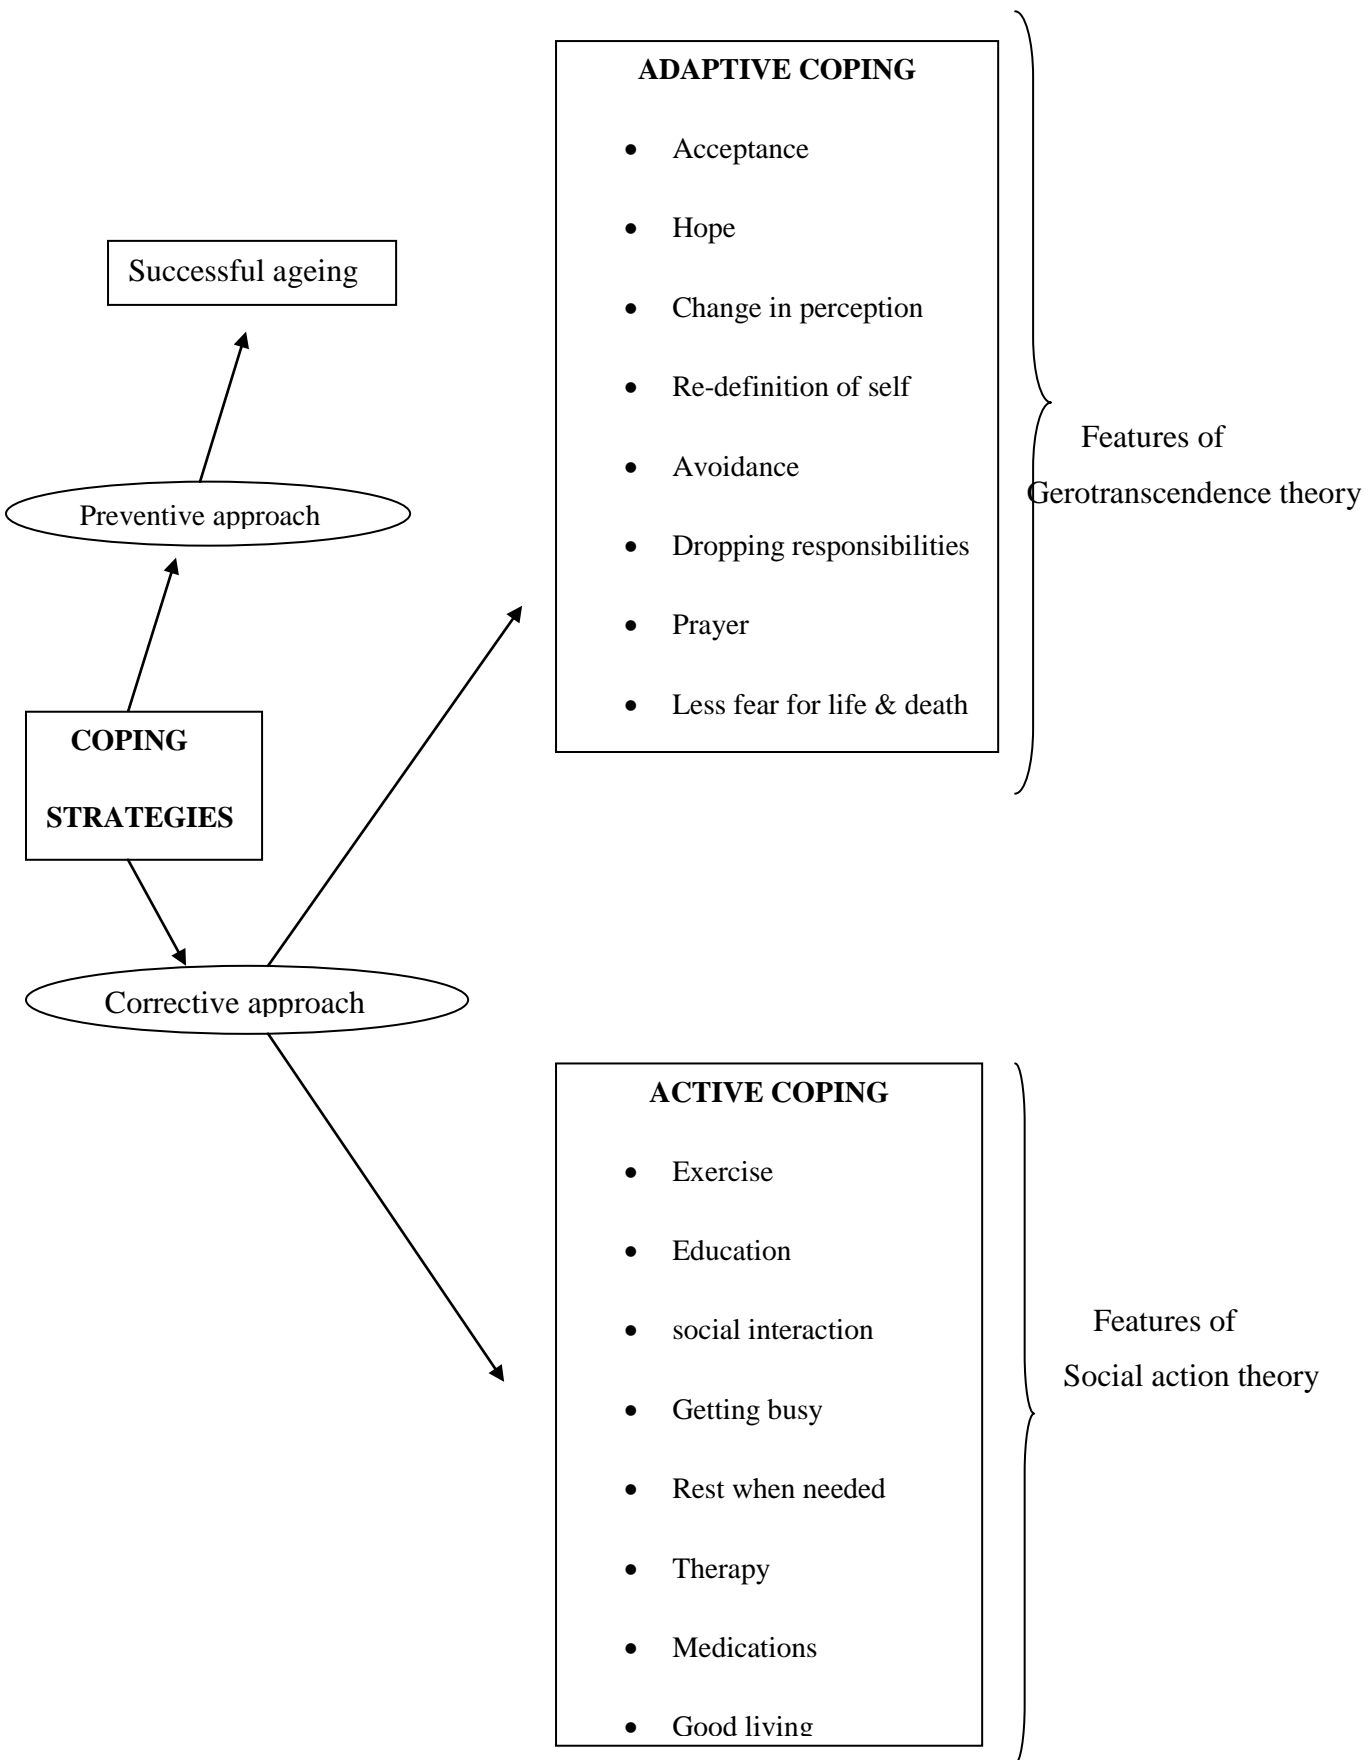 ADAPTIVE COPING
• Acceptance
• Hope
• Change in perception
• Re-definition of self
• Avoidance
• Dropping responsibilities
• Prayer
• Less fear for life & death
Features of
Gerotranscendence theory
Successful ageing
Preventive approach
COPING
STRATEGIES
Corrective approach
ACTIVE COPING
• Exercise
• Education
• social interaction
• Getting busy
• Rest when needed
• Therapy
• Medications
• Good living
Features of
Social action theory